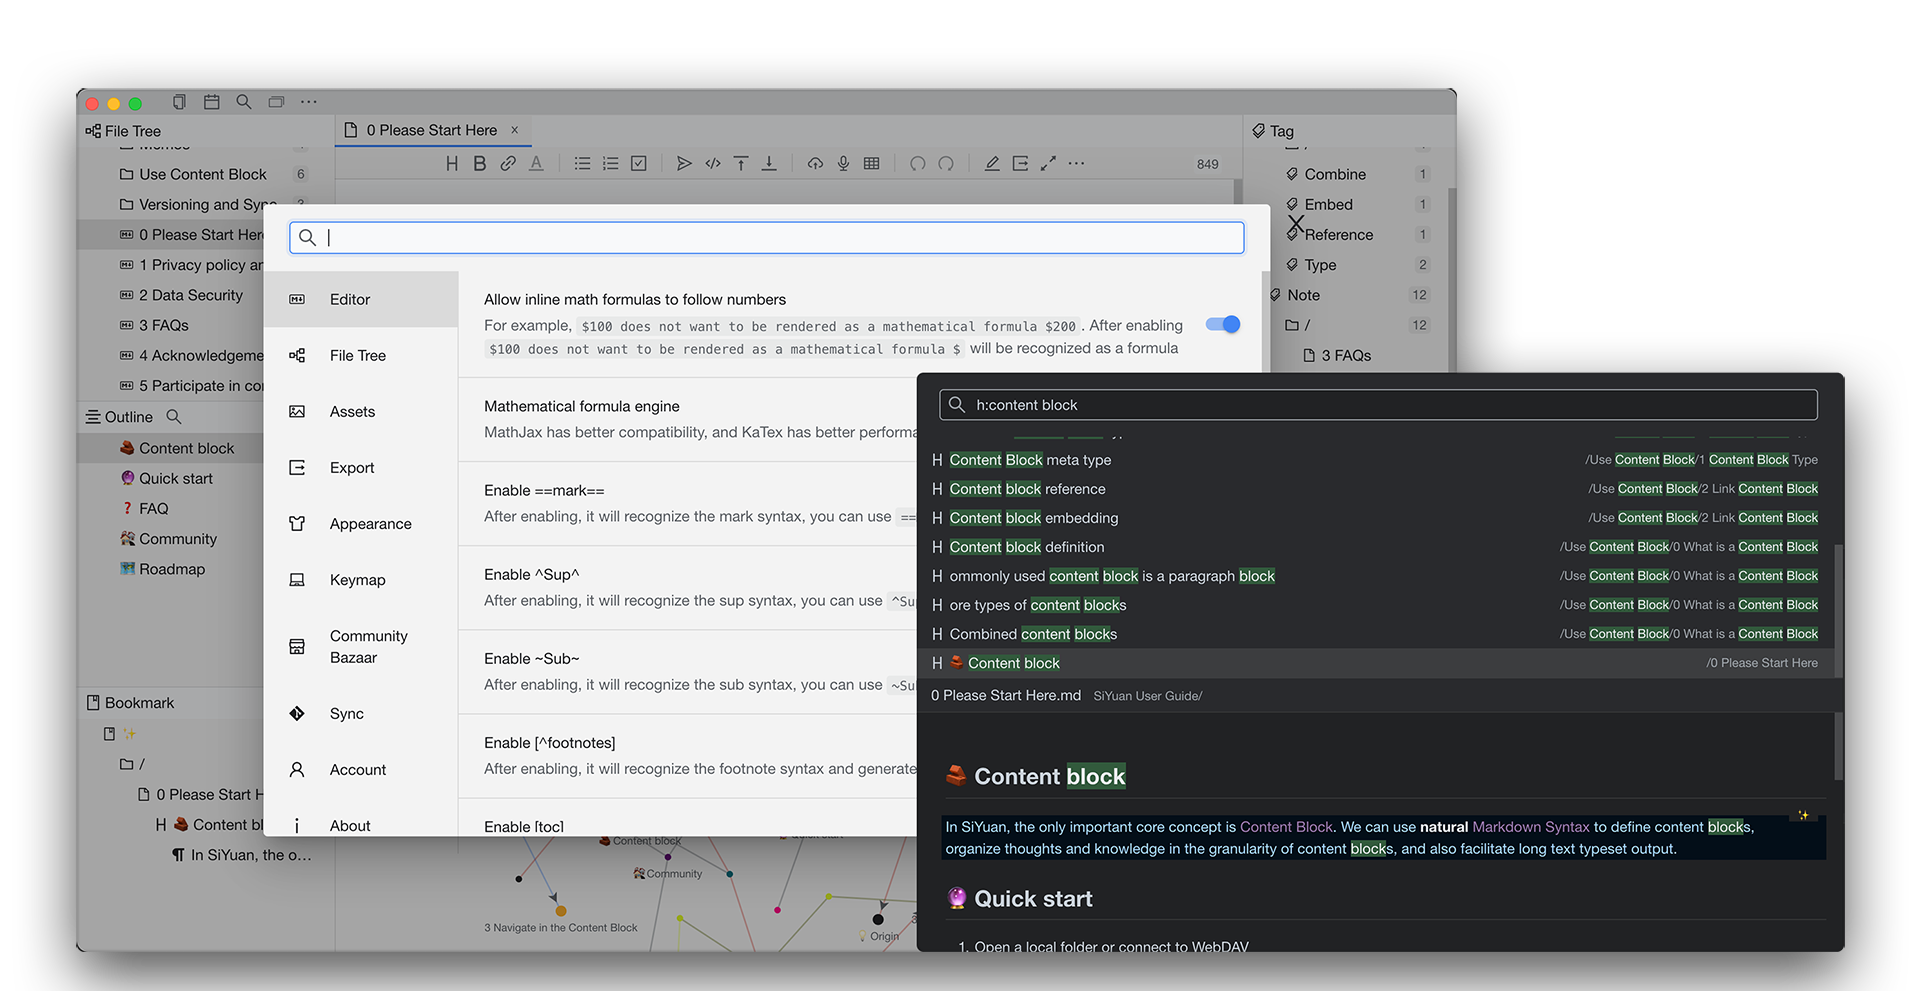 File Tree
Memos
Use Content Block 6
Versioning and Sync 3
0 Please Start Here
1 Privacy policy an
2 Data Security
3 FAQs
4 Acknowledgeme
5 Participate in co
Outline
Content block
Quick start
FAQ
Community
Roadmap
Bookmark
/
0 Please Start H
H Content bl
In SiYuan, the o…
0 Please Start Here ×
H B A
849
Tag
/
Combine 1
Embed 1
Reference 1
Type 2
Note 12
/ 12
3 FAQs
Editor
File Tree
Assets
Export
Appearance
Keymap
Community
Bazaar
Sync
Account
About
Allow inline math formulas to follow numbers
For example, $100 does not want to be rendered as a mathematical formula $200. After enabling
$100 does not want to be rendered as a mathematical formula $ will be recognized as a formula
Mathematical formula engine
MathJax has better compatibility, and KaTex has better performa
Enable ==mark==
After enabling, it will recognize the mark syntax, you can use ==
Enable ^Sup^
After enabling, it will recognize the sup syntax, you can use ^Su
Enable ~Sub~
After enabling, it will recognize the sub syntax, you can use ~Su
Enable [^footnotes]
After enabling, it will recognize the footnote syntax and generate
Enable [toc]
Content block
Community
3 Navigate in the Content Block
Origin
3
h:content block
H Content Block meta type /Use Content Block/1 Content Block Type
H Content block reference /Use Content Block/2 Link Content Block
H Content block embedding /Use Content Block/2 Link Content Block
H Content block definition /Use Content Block/0 What is a Content Block
H ommonly used content block is a paragraph block /Use Content Block/0 What is a Content Block
H ore types of content blocks /Use Content Block/0 What is a Content Block
H Combined content blocks /Use Content Block/0 What is a Content Block
H Content block /0 Please Start Here
0 Please Start Here.md SiYuan User Guide/
Content block
In SiYuan, the only important core concept is Content Block. We can use natural Markdown Syntax to define content blocks,
organize thoughts and knowledge in the granularity of content blocks, and also facilitate long text typeset output.
Quick start
1. Open a local folder or connect to WebDAV